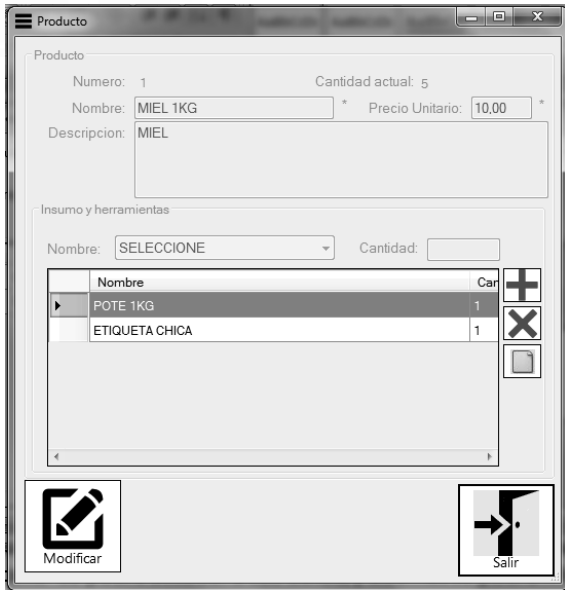 Producto
Producto
Numero: 1 Cantidad actual: 5
Nombre: MIEL 1KG * Precio Unitario: 10,00 *
Descripcion: MIEL
Insumo y herramientas
Nombre: SELECCIONE Cantidad:
Nombre Car
POTE 1KG 1
ETIQUETA CHICA 1
Modificar Salir